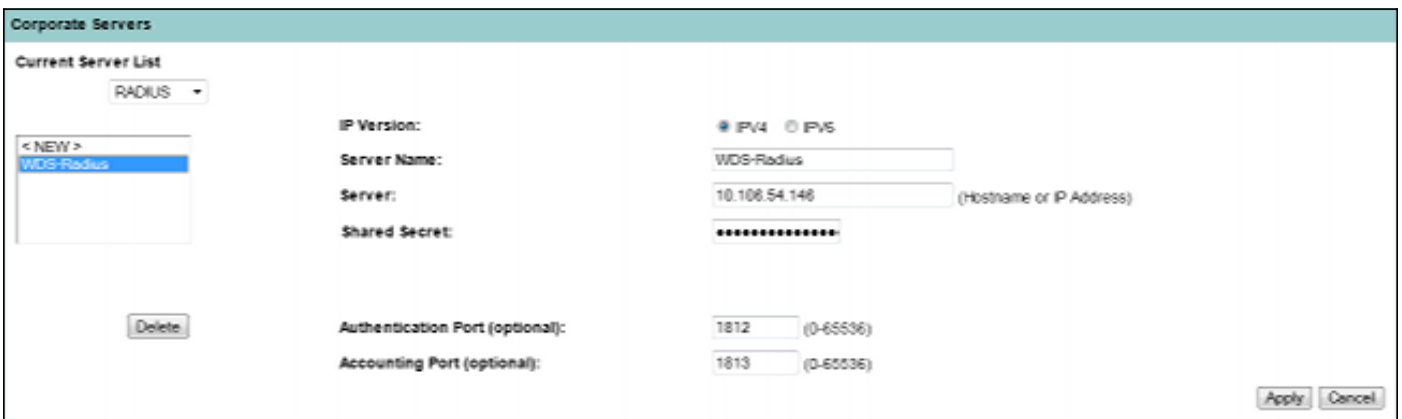 Corporate Servers
Current Server List
RADIUS
IP Version: IPV4 IPV6
< NEW >
WDS-Radius
Server Name: WDS-Radius
Server: 10.106.54.146 (Hostname or IP Address)
Shared Secret: ••••••••••••••
Delete
Authentication Port (optional): 1812 (0-65536)
Accounting Port (optional): 1813 (0-65536)
Apply Cancel